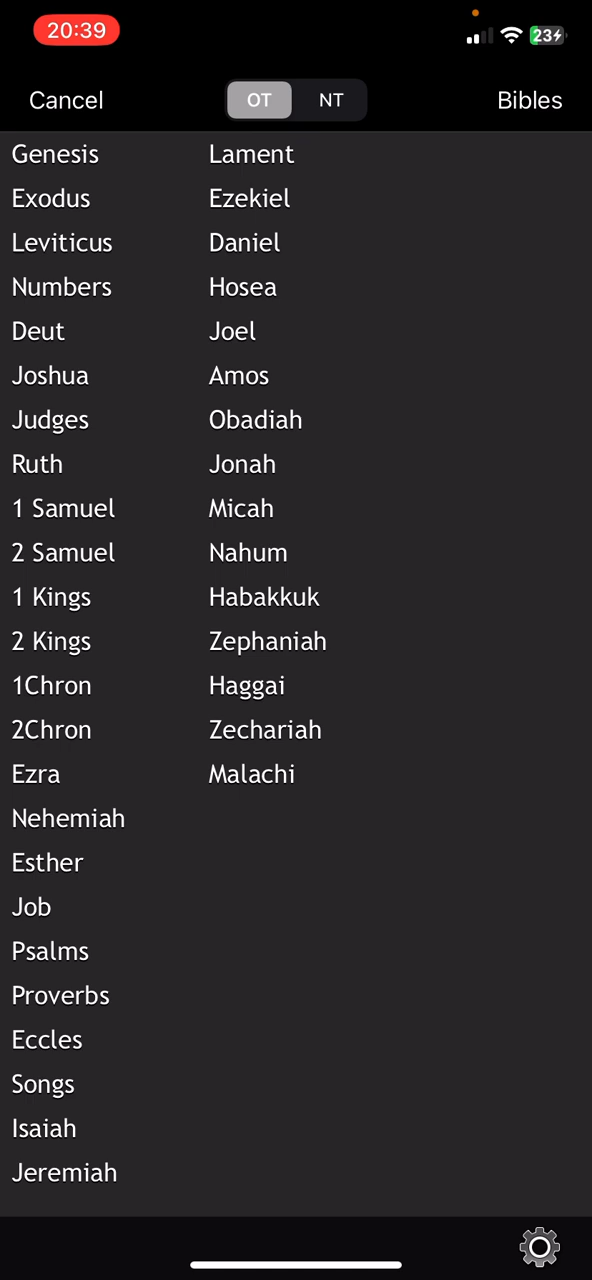 20:39
23
Cancel
OT
NT
Bibles
Genesis
Exodus
Leviticus
Numbers
Deut
Joshua
Judges
Ruth
1 Samuel
2 Samuel
1 Kings
2 Kings
1Chron
2Chron
Ezra
Nehemiah
Esther
Job
Psalms
Proverbs
Eccles
Songs
Isaiah
Jeremiah
Lament
Ezekiel
Daniel
Hosea
Joel
Amos
Obadiah
Jonah
Micah
Nahum
Habakkuk
Zephaniah
Haggai
Zechariah
Malachi